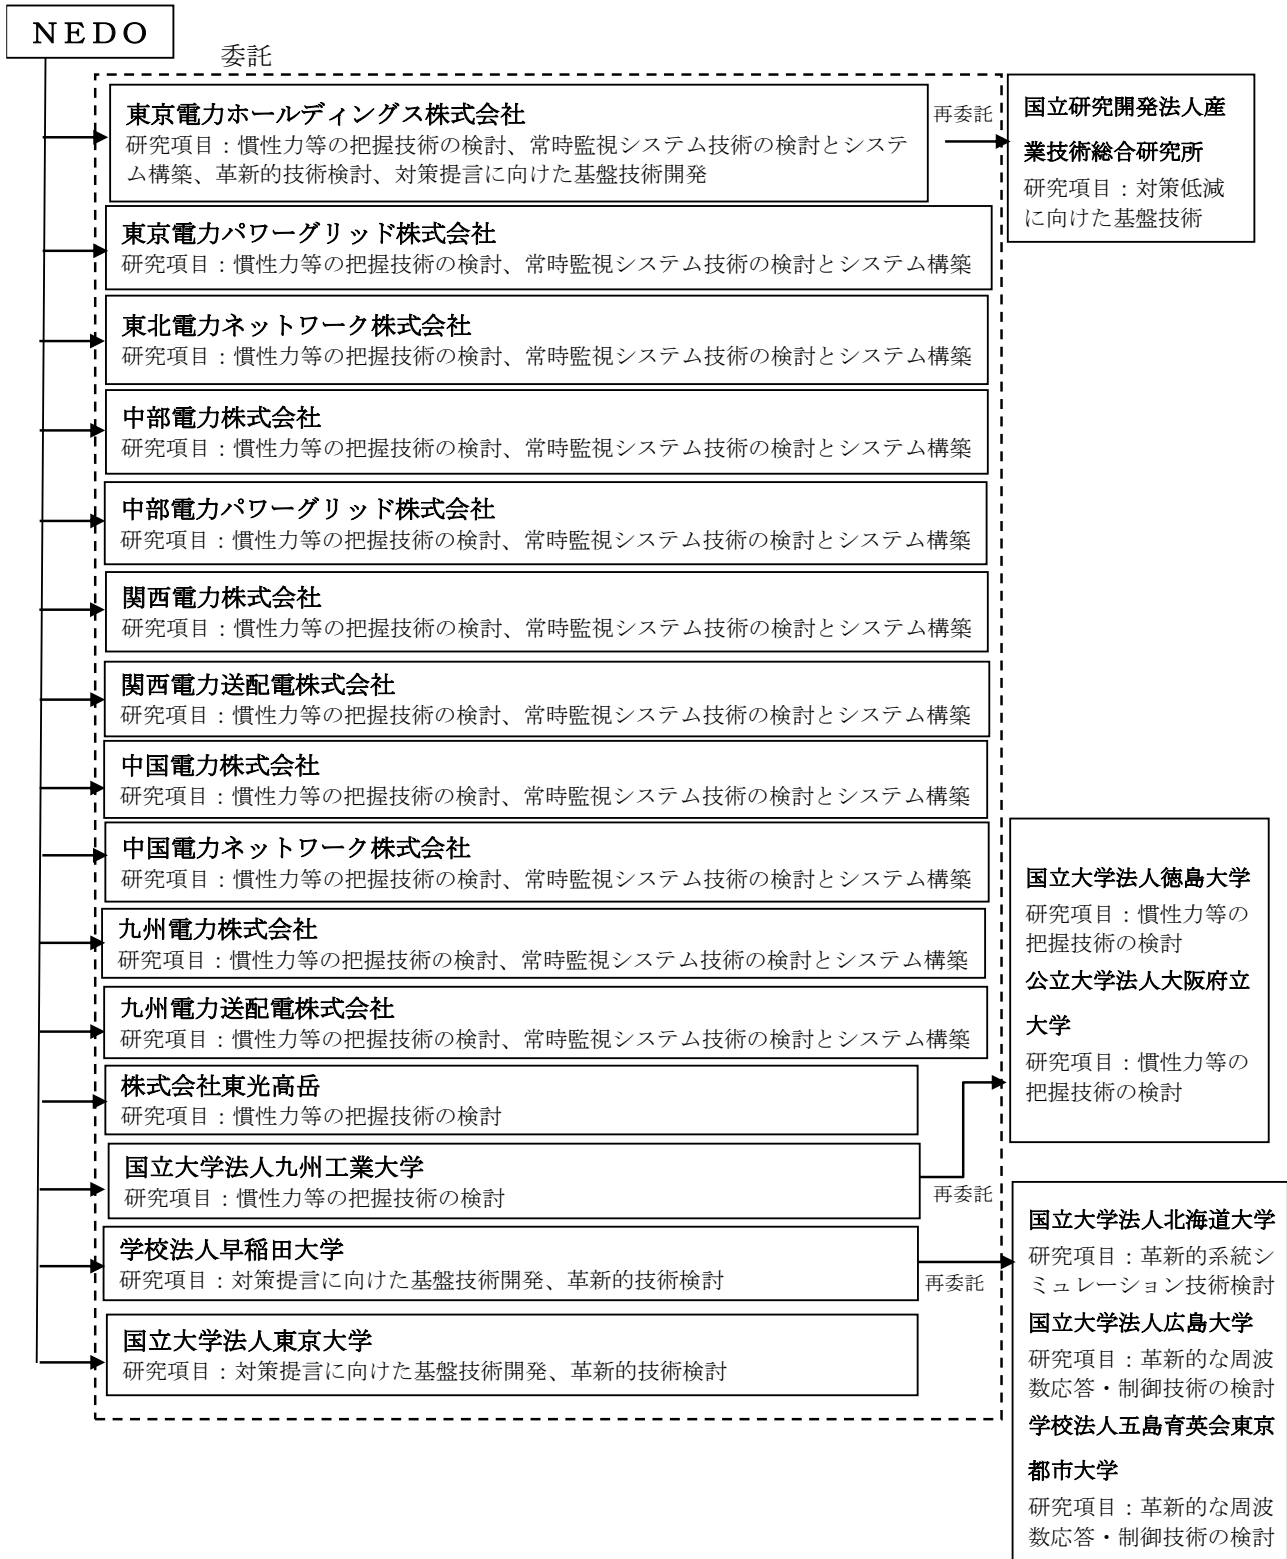 NEDO
委託
東京電力ホールディングス株式会社
研究項目：慣性力等の把握技術の検討、常時監視システム技術の検討とシステ
ム構築、革新的技術検討、対策提言に向けた基盤技術開発
再委託
国立研究開発法人産
業技術総合研究所
研究項目：対策低減
に向けた基盤技術
東京電力パワーグリッド株式会社
研究項目：慣性力等の把握技術の検討、常時監視システム技術の検討とシステム構築
東北電力ネットワーク株式会社
研究項目：慣性力等の把握技術の検討、常時監視システム技術の検討とシステム構築
中部電力株式会社
研究項目：慣性力等の把握技術の検討、常時監視システム技術の検討とシステム構築
中部電力パワーグリッド株式会社
研究項目：慣性力等の把握技術の検討、常時監視システム技術の検討とシステム構築
関西電力株式会社
研究項目：慣性力等の把握技術の検討、常時監視システム技術の検討とシステム構築
関西電力送配電株式会社
研究項目：慣性力等の把握技術の検討、常時監視システム技術の検討とシステム構築
中国電力株式会社
研究項目：慣性力等の把握技術の検討、常時監視システム技術の検討とシステム構築
中国電力ネットワーク株式会社
研究項目：慣性力等の把握技術の検討、常時監視システム技術の検討とシステム構築
九州電力株式会社
研究項目：慣性力等の把握技術の検討、常時監視システム技術の検討とシステム構築
九州電力送配電株式会社
研究項目：慣性力等の把握技術の検討、常時監視システム技術の検討とシステム構築
株式会社東光高岳
研究項目：慣性力等の把握技術の検討
国立大学法人九州工業大学
研究項目：慣性力等の把握技術の検討
再委託
国立大学法人徳島大学
研究項目：慣性力等の
把握技術の検討
公立大学法人大阪府立
大学
研究項目：慣性力等の
把握技術の検討
学校法人早稲田大学
研究項目：対策提言に向けた基盤技術開発、革新的技術検討
再委託
国立大学法人北海道大学
研究項目：革新的系統シ
ミュレーション技術検討
国立大学法人広島大学
研究項目：革新的な周波
数応答・制御技術の検討
学校法人五島育英会東京
都市大学
研究項目：革新的な周波
数応答・制御技術の検討
国立大学法人東京大学
研究項目：対策提言に向けた基盤技術開発、革新的技術検討